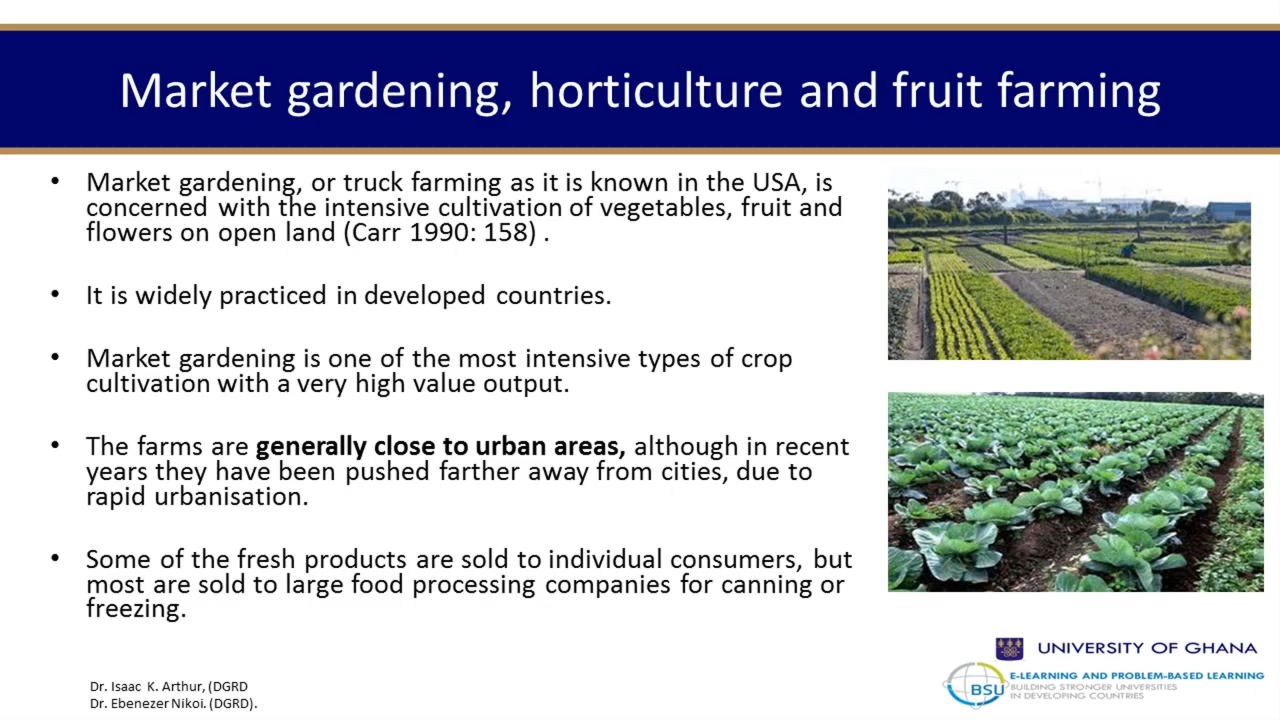 Market gardening, horticulture and fruit farming
• Market gardening, or truck farming as it is known in the USA, is
concerned with the intensive cultivation of vegetables, fruit and
flowers on open land (Carr 1990: 158) .
• It is widely practiced in developed countries.
• Market gardening is one of the most intensive types of crop
cultivation with a very high value output.
• The farms are generally close to urban areas, although in recent
years they have been pushed farther away from cities, due to
rapid urbanisation.
• Some of the fresh products are sold to individual consumers, but
most are sold to large food processing companies for canning or
freezing.
UNIVERSITY OF GHANA
BSU
E-LEARNING AND PROBLEM-BASED LEARNING
BUILDING STRONGER UNIVERSITIES
IN DEVELOPING COUNTRIES
Dr. Isaac K. Arthur, (DGRD
Dr. Ebenezer Nikoi. (DGRD).